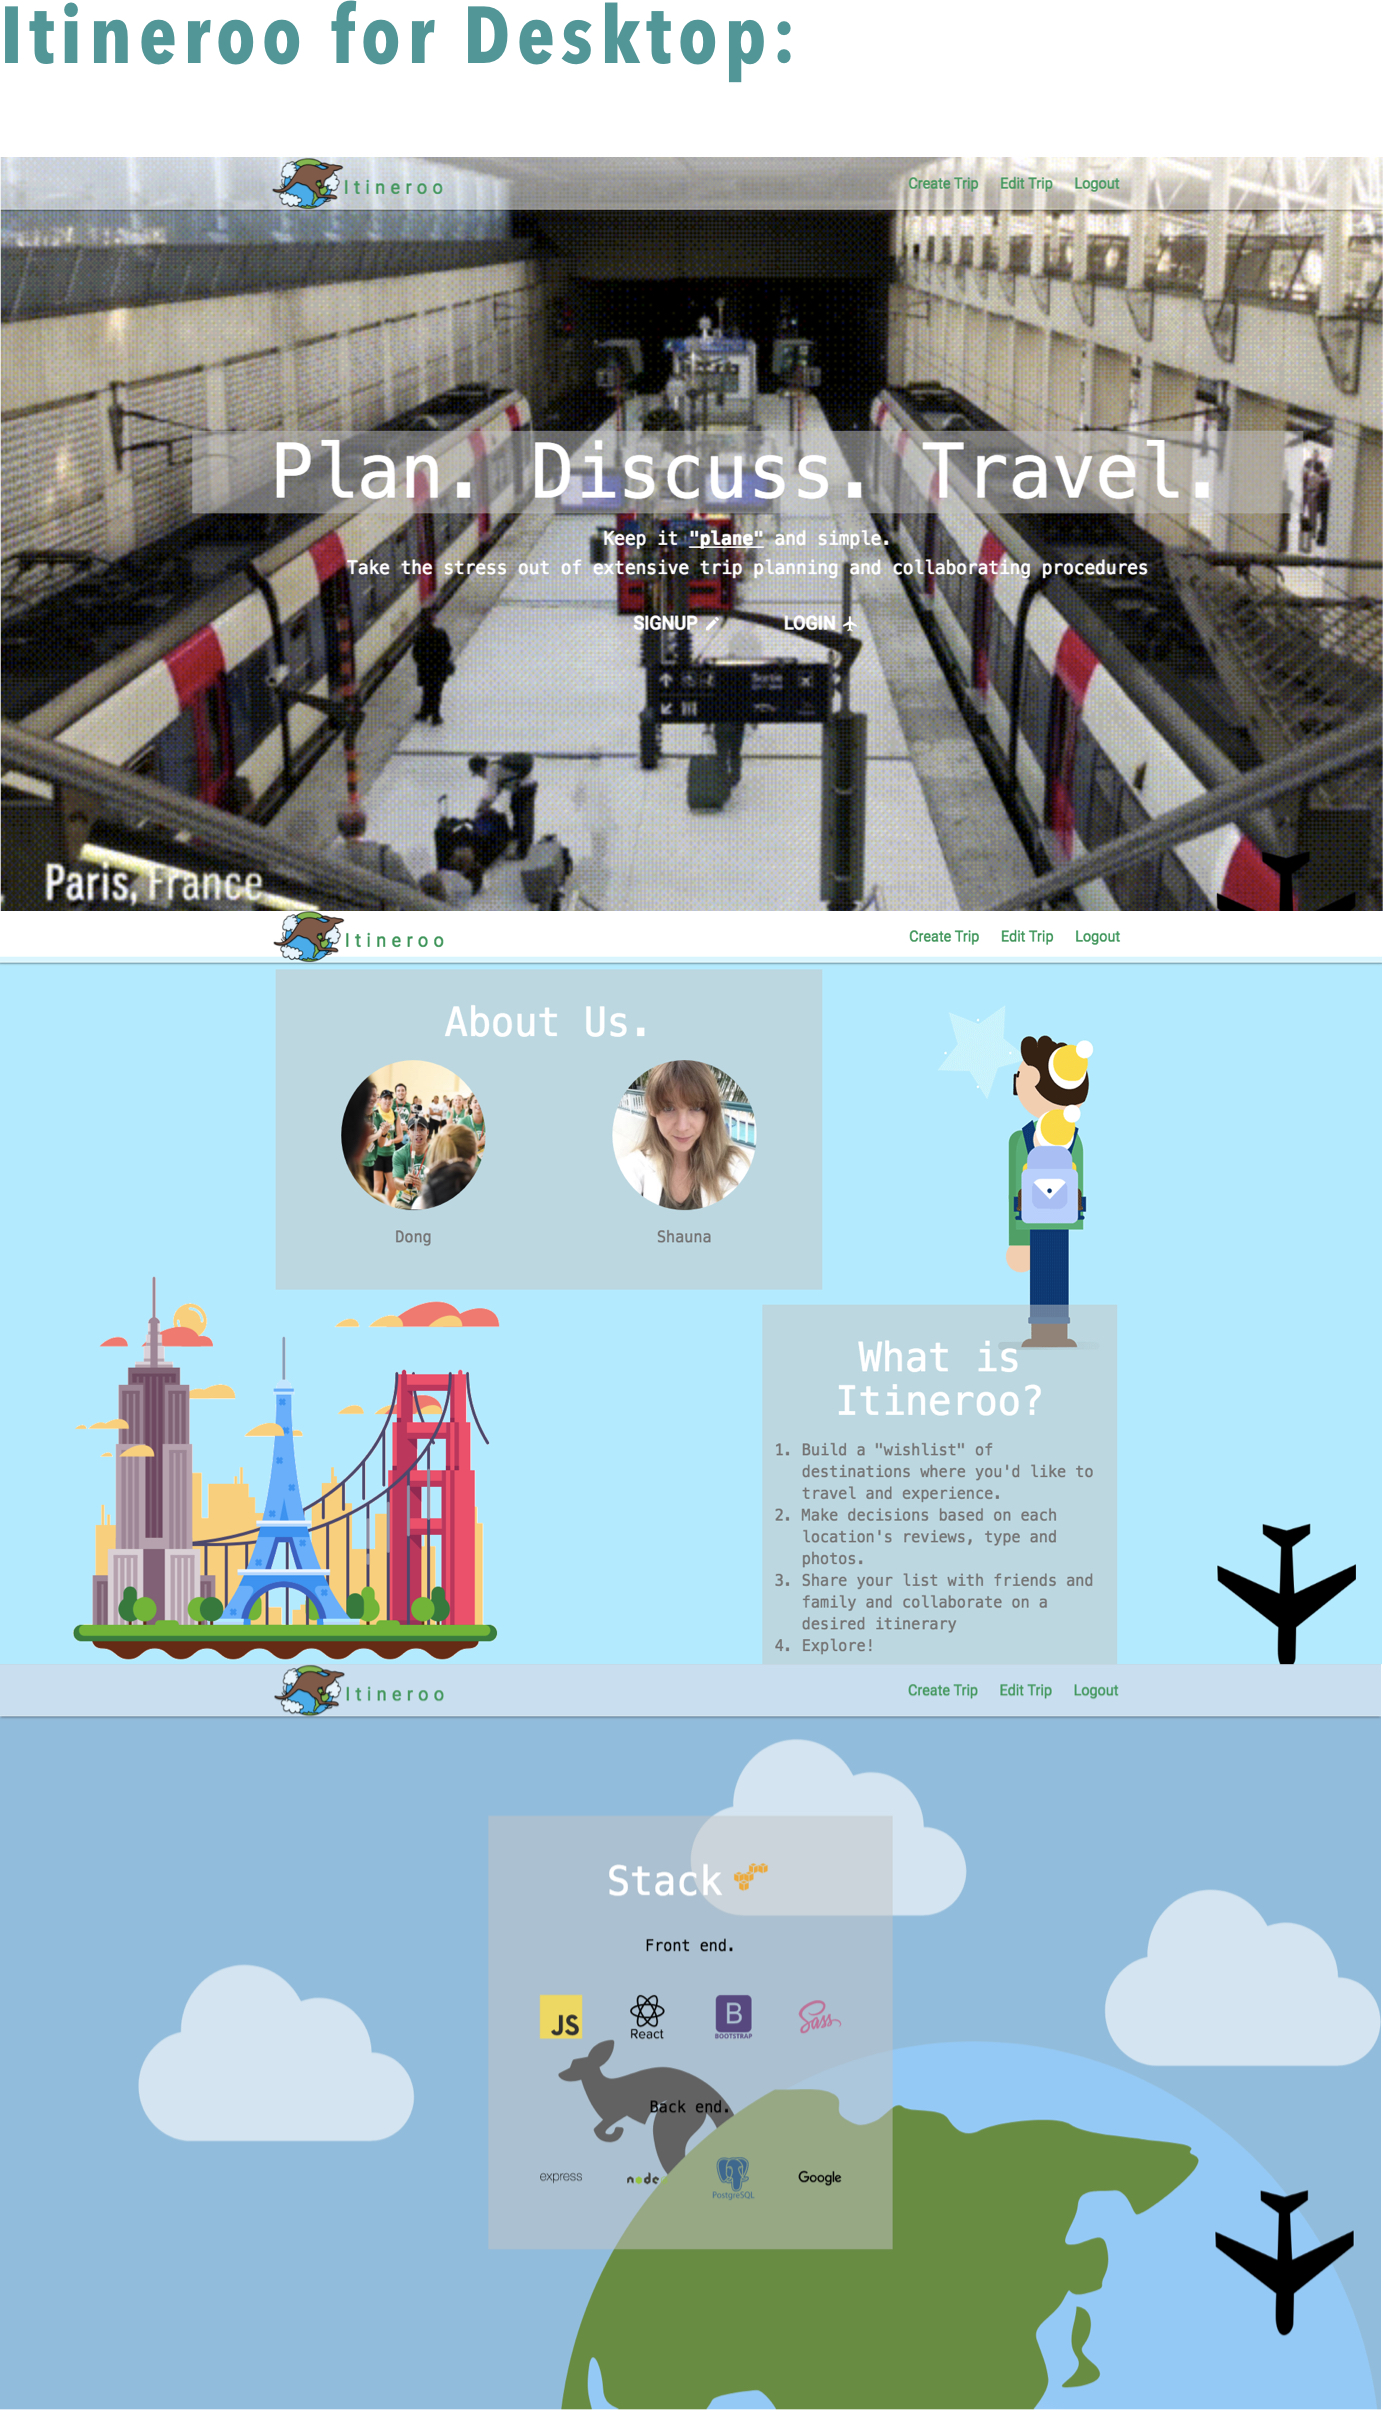 Itineroo for Desktop:
Itineroo
Create Trip Edit Trip Logout
Plan. Discuss. Travel.
Keep it "plane" and simple.
Take the stress out of extensive trip planning and collaborating procedures
SIGNUP LOGIN
Sortie
Paris, France
Itineroo
Create Trip Edit Trip Logout
About Us.
Dong
Shauna
What is
Itineroo?
1. Build a "wishlist" of
destinations where you'd like to
travel and experience.
2. Make decisions based on each
location's reviews, type and
photos.
3. Share your list with friends and
family and collaborate on a
desired itinerary
4. Explore!
Itineroo
Create Trip Edit Trip Logout
Stack
Front end.
JS
React
B
BOOTSTRAP
Sass
Back end.
express
node
PostgreSQL
Google